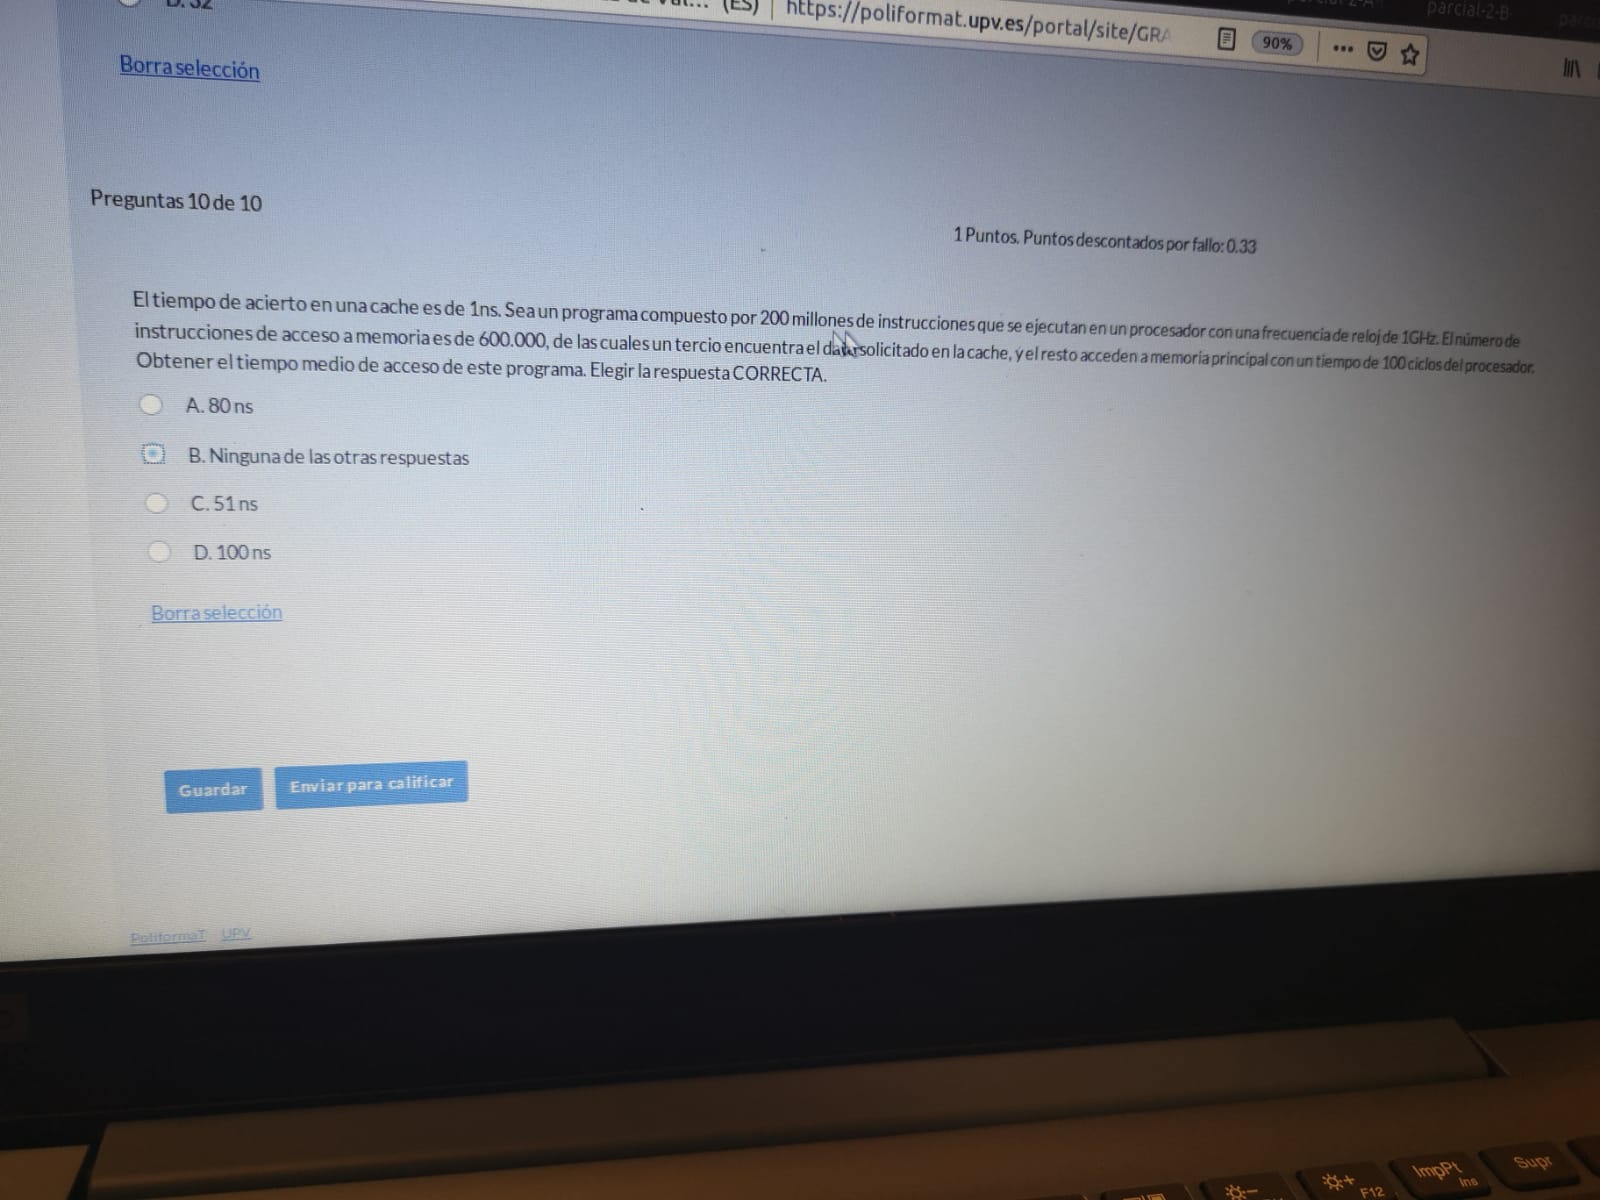 D. 32
(ES)
https://poliformat.upv.es/portal/site/GRA
90%
parcial-2-B
Borra selección
Preguntas 10 de 10
1 Puntos. Puntos descontados por fallo: 0.33
El tiempo de acierto en una cache es de 1ns. Sea un programa compuesto por 200 millones de instrucciones que se ejecutan en un procesador con una frecuencia de reloj de 1GHz. El número de
instrucciones de acceso a memoria es de 600.000, de las cuales un tercio encuentra el dato solicitado en la cache, y el resto acceden a memoria principal con un tiempo de 100 ciclos del procesador.
Obtener el tiempo medio de acceso de este programa. Elegir la respuesta CORRECTA.
A. 80 ns
B. Ninguna de las otras respuestas
C. 51 ns
D. 100 ns
Borra selección
Guardar
Enviar para calificar
PoliformaT
UPV
F12
ImpPt
Ins
Supr